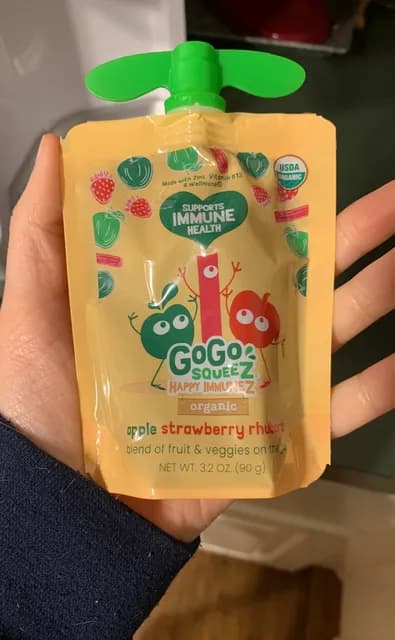 USDA
ORGANIC
Made with Zinc, Vitamin B12
& Wellmune®
SUPPORTS
IMMUNE
HEALTH
GOGO
SQUEEZ
HAPPY IMMUNEZ
organic
apple strawberry rhubarb
blend of fruit & veggies on the
NET WT. 3.2 OZ. (90 g)